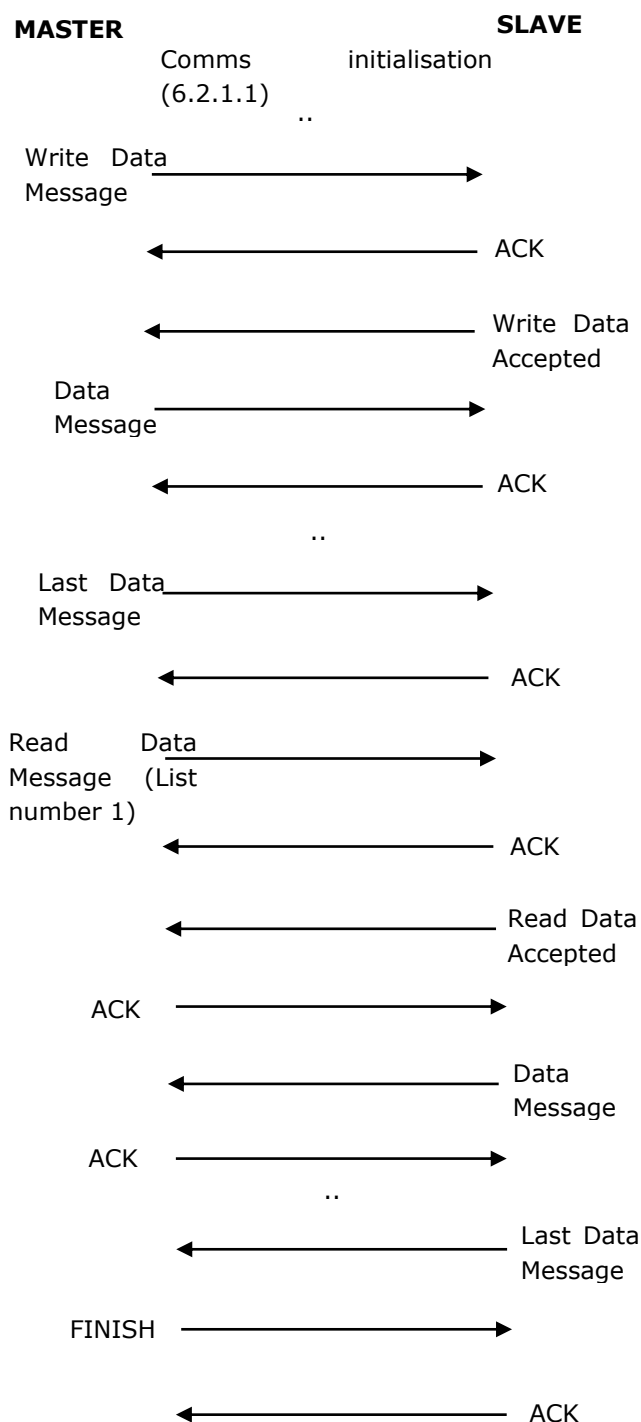 MASTER
SLAVE
Comms initialisation
(6.2.1.1)
..
Write Data
Message
ACK
Write Data
Accepted
Data
Message
ACK
..
Last Data
Message
ACK
Read Data
Message (List
number 1)
ACK
Read Data
Accepted
ACK
Data
Message
ACK
..
Last Data
Message
FINISH
ACK